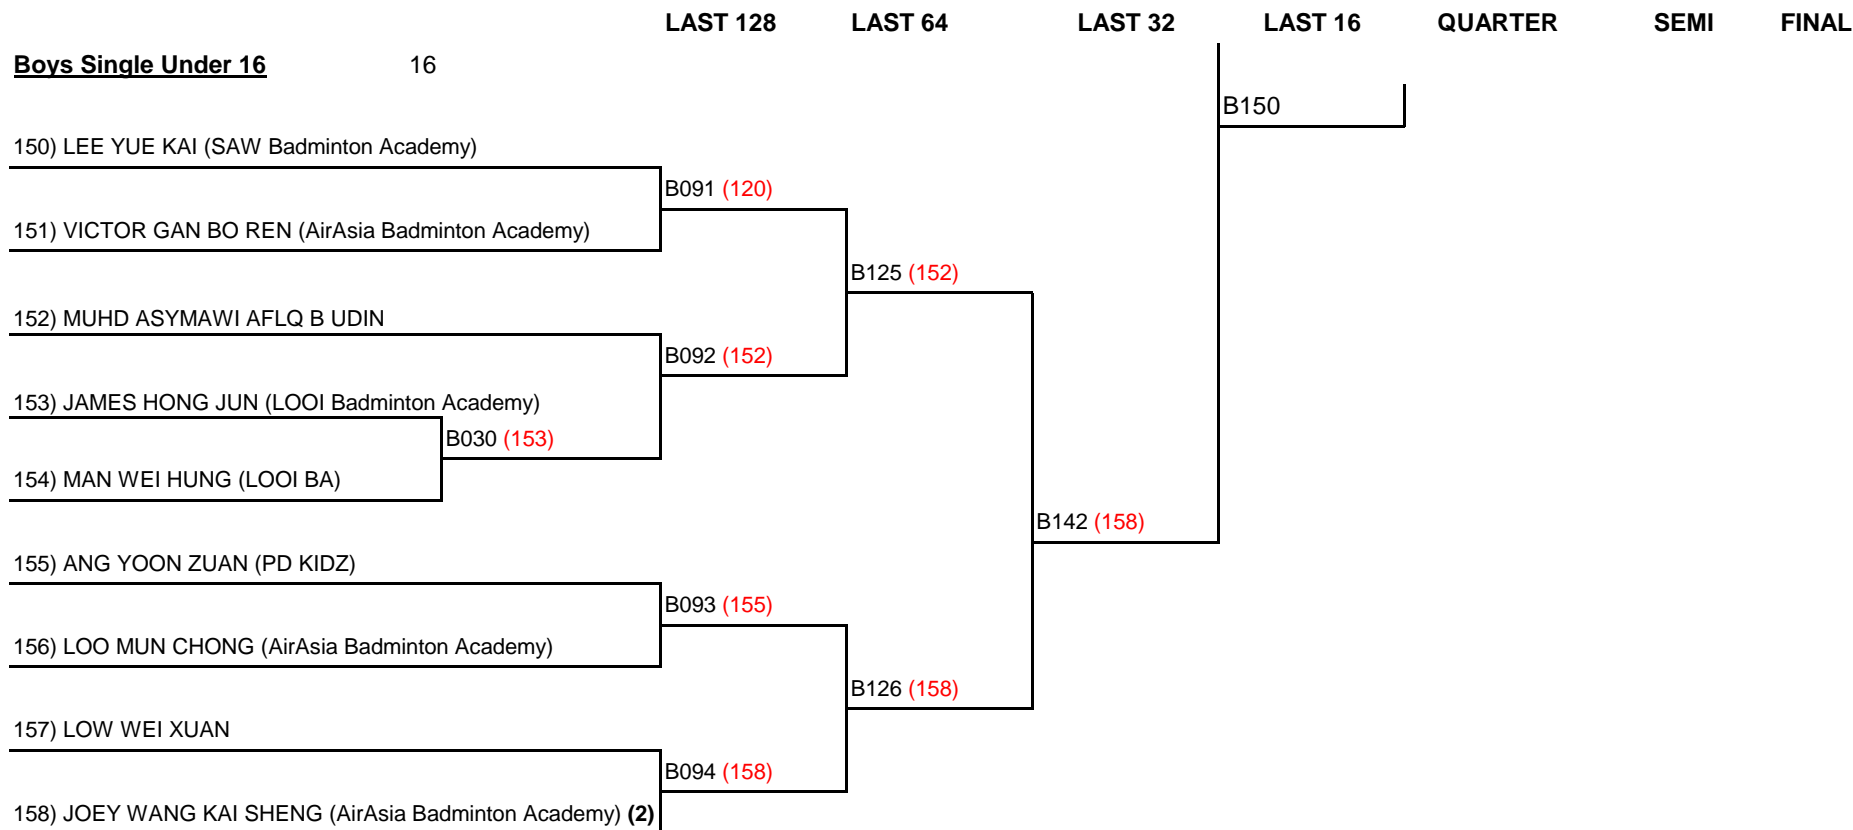 LAST 128 LAST 64 LAST 32 LAST 16 QUARTER SEMI FINAL
Boys Single Under 16 16
B150
150) LEE YUE KAI (SAW Badminton Academy)
B091 (120)
151) VICTOR GAN BO REN (AirAsia Badminton Academy)
B125 (152)
152) MUHD ASYMAWI AFLQ B UDIN
B092 (152)
153) JAMES HONG JUN (LOOI Badminton Academy)
B030 (153)
154) MAN WEI HUNG (LOOI BA)
B142 (158)
155) ANG YOON ZUAN (PD KIDZ)
B093 (155)
156) LOO MUN CHONG (AirAsia Badminton Academy)
B126 (158)
157) LOW WEI XUAN
B094 (158)
158) JOEY WANG KAI SHENG (AirAsia Badminton Academy) (2)